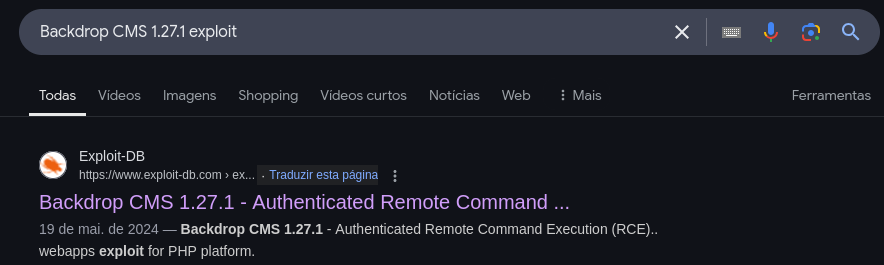 Backdrop CMS 1.27.1 exploit
Todas Vídeos Imagens Shopping Vídeos curtos Notícias Web Mais Ferramentas
Exploit-DB
https://www.exploit-db.com › ex... · Traduzir esta página
Backdrop CMS 1.27.1 - Authenticated Remote Command ...
19 de mai. de 2024 — Backdrop CMS 1.27.1 - Authenticated Remote Command Execution (RCE)..
webapps exploit for PHP platform.